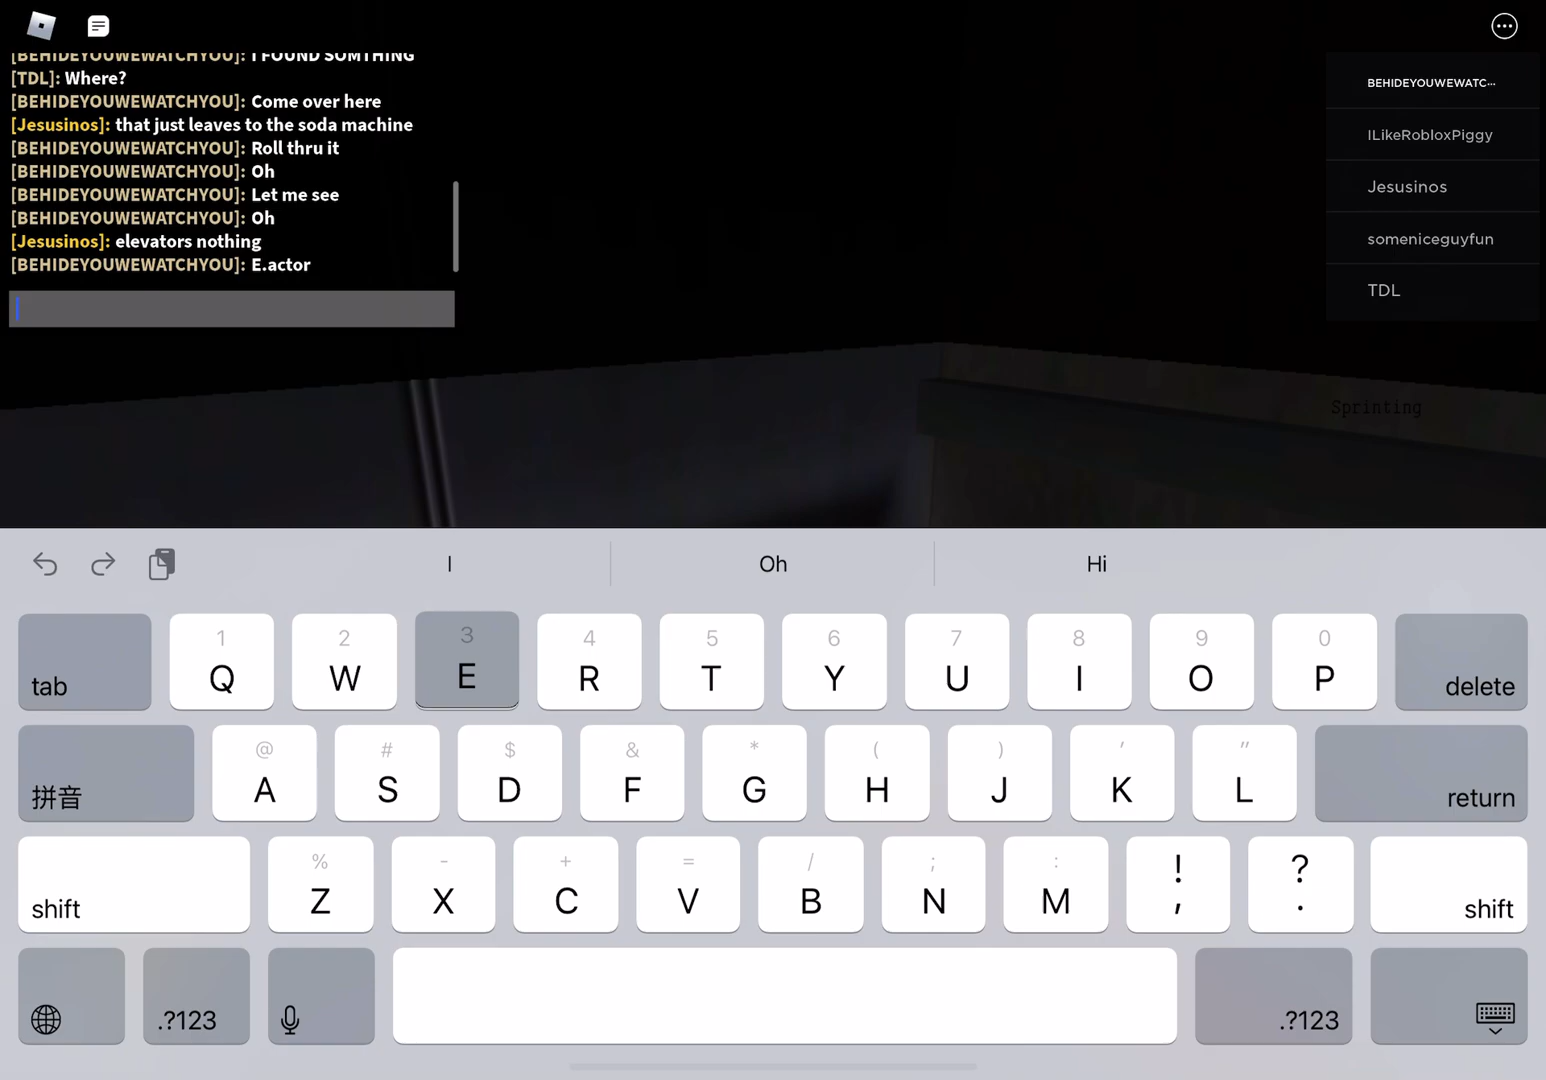 [BEHIDEYOUWEWATCHYOU]: I FOUND SOMTHING
[TDL]: Where?
[BEHIDEYOUWEWATCHYOU]: Come over here
[Jesusinos]: that just leaves to the soda machine
[BEHIDEYOUWEWATCHYOU]: Roll thru it
[BEHIDEYOUWEWATCHYOU]: Oh
[BEHIDEYOUWEWATCHYOU]: Let me see
[BEHIDEYOUWEWATCHYOU]: Oh
[Jesusinos]: elevators nothing
[BEHIDEYOUWEWATCHYOU]: E.actor
BEHIDEYOUWEWATC...
ILikeRobloxPiggy
Jesusinos
someniceguyfun
TDL
Sprinting
I Oh Hi
1 2 3 4 5 6 7 8 9 0
tab Q W E R T Y U I O P delete
@ # $ & * ( ) ' "
拼音 A S D F G H J K L return
% - + = / ; : ! ?
shift Z X C V B N M , . shift
.?123 .?123